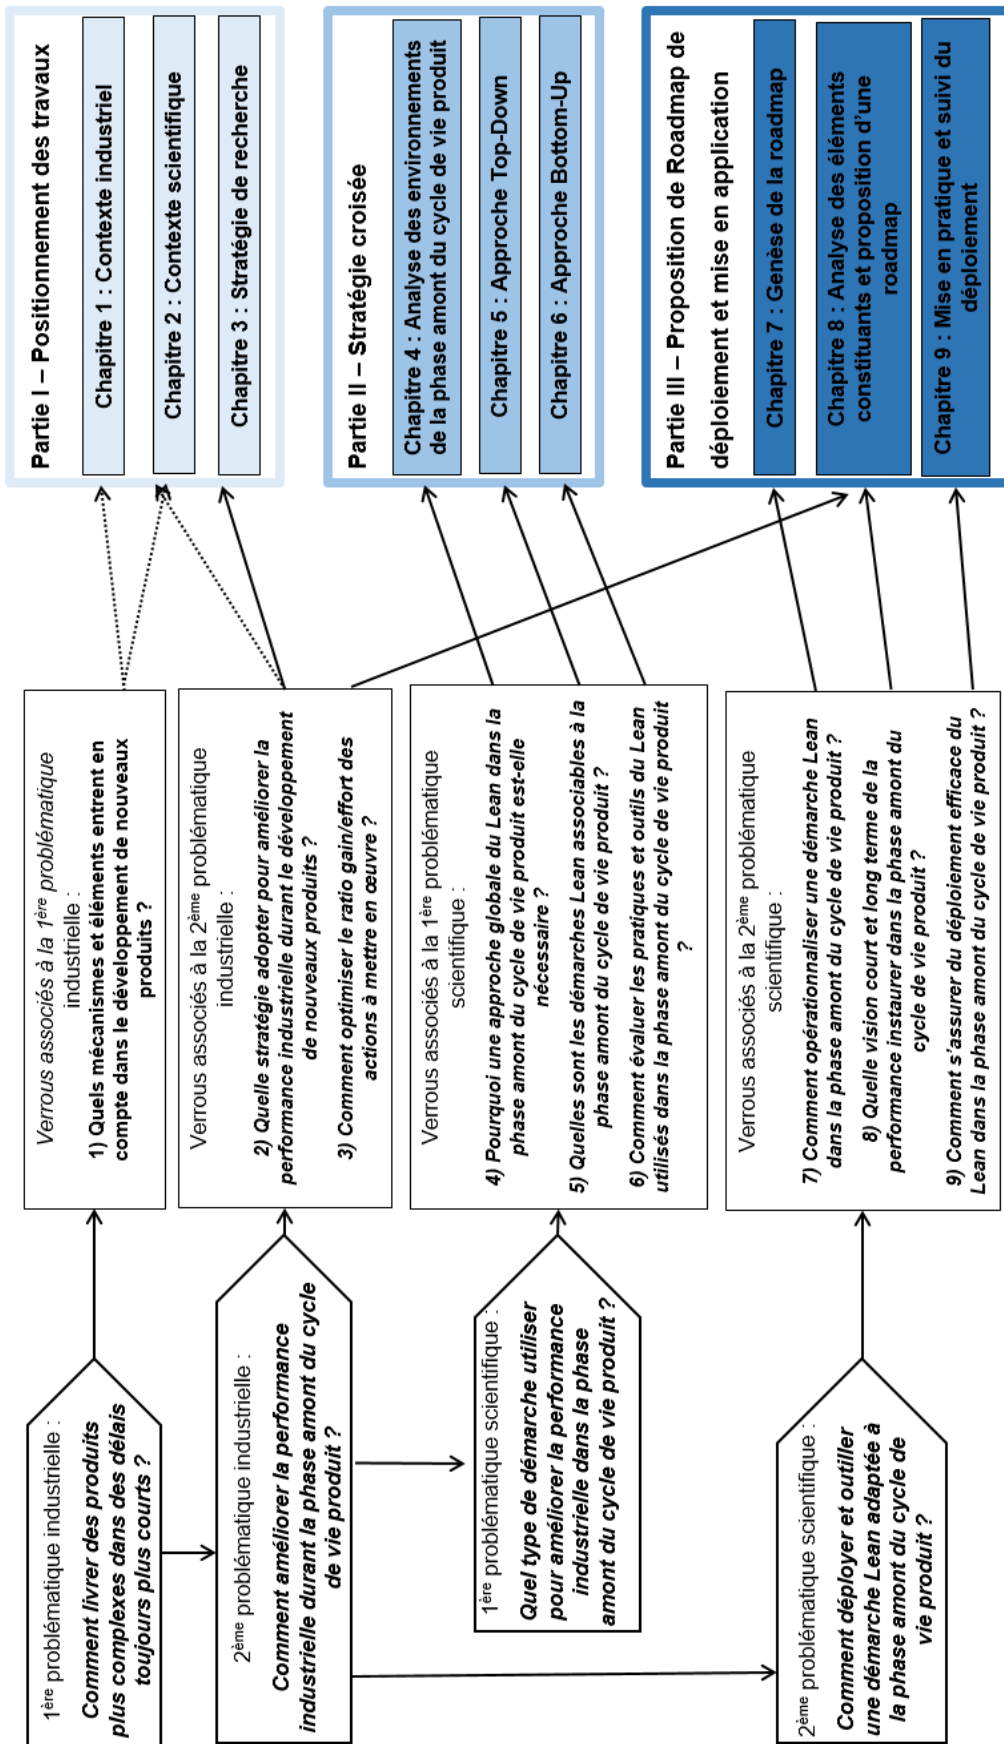 1ère problématique industrielle :
Comment livrer des produits
plus complexes dans des délais
toujours plus courts ?
2ème problématique industrielle :
Comment améliorer la performance
industrielle durant la phase amont du cycle
de vie produit ?
1ère problématique scientifique :
Quel type de démarche utiliser
pour améliorer la performance
industrielle dans la phase
amont du cycle de vie produit ?
2ème problématique scientifique :
Comment déployer et outiller
une démarche Lean adaptée à
la phase amont du cycle de
vie produit ?
Verrous associés à la 1ère problématique
industrielle :
1) Quels mécanismes et éléments entrent en
compte dans le développement de nouveaux
produits ?
Verrous associés à la 2ème problématique
industrielle :
2) Quelle stratégie adopter pour améliorer la
performance industrielle durant le développement
de nouveaux produits ?
3) Comment optimiser le ratio gain/effort des
actions à mettre en œuvre ?
Verrous associés à la 1ère problématique
scientifique :
4) Pourquoi une approche globale du Lean dans la
phase amont du cycle de vie produit est-elle
nécessaire ?
5) Quelles sont les démarches Lean associables à la
phase amont du cycle de vie produit ?
6) Comment évaluer les pratiques et outils du Lean
utilisés dans la phase amont du cycle de vie produit
?
Verrous associés à la 2ème problématique
scientifique :
7) Comment opérationnaliser une démarche Lean
dans la phase amont du cycle de vie produit ?
8) Quelle vision court et long terme de la
performance instaurer dans la phase amont du
cycle de vie produit ?
9) Comment s'assurer du déploiement efficace du
Lean dans la phase amont du cycle de vie produit ?
Partie I – Positionnement des travaux
Chapitre 1 : Contexte industriel
Chapitre 2 : Contexte scientifique
Chapitre 3 : Stratégie de recherche
Partie II – Stratégie croisée
Chapitre 4 : Analyse des environnements
de la phase amont du cycle de vie produit
Chapitre 5 : Approche Top-Down
Chapitre 6 : Approche Bottom-Up
Partie III – Proposition de Roadmap de
déploiement et mise en application
Chapitre 7 : Genèse de la roadmap
Chapitre 8 : Analyse des éléments
constituants et proposition d'une
roadmap
Chapitre 9 : Mise en pratique et suivi du
déploiement